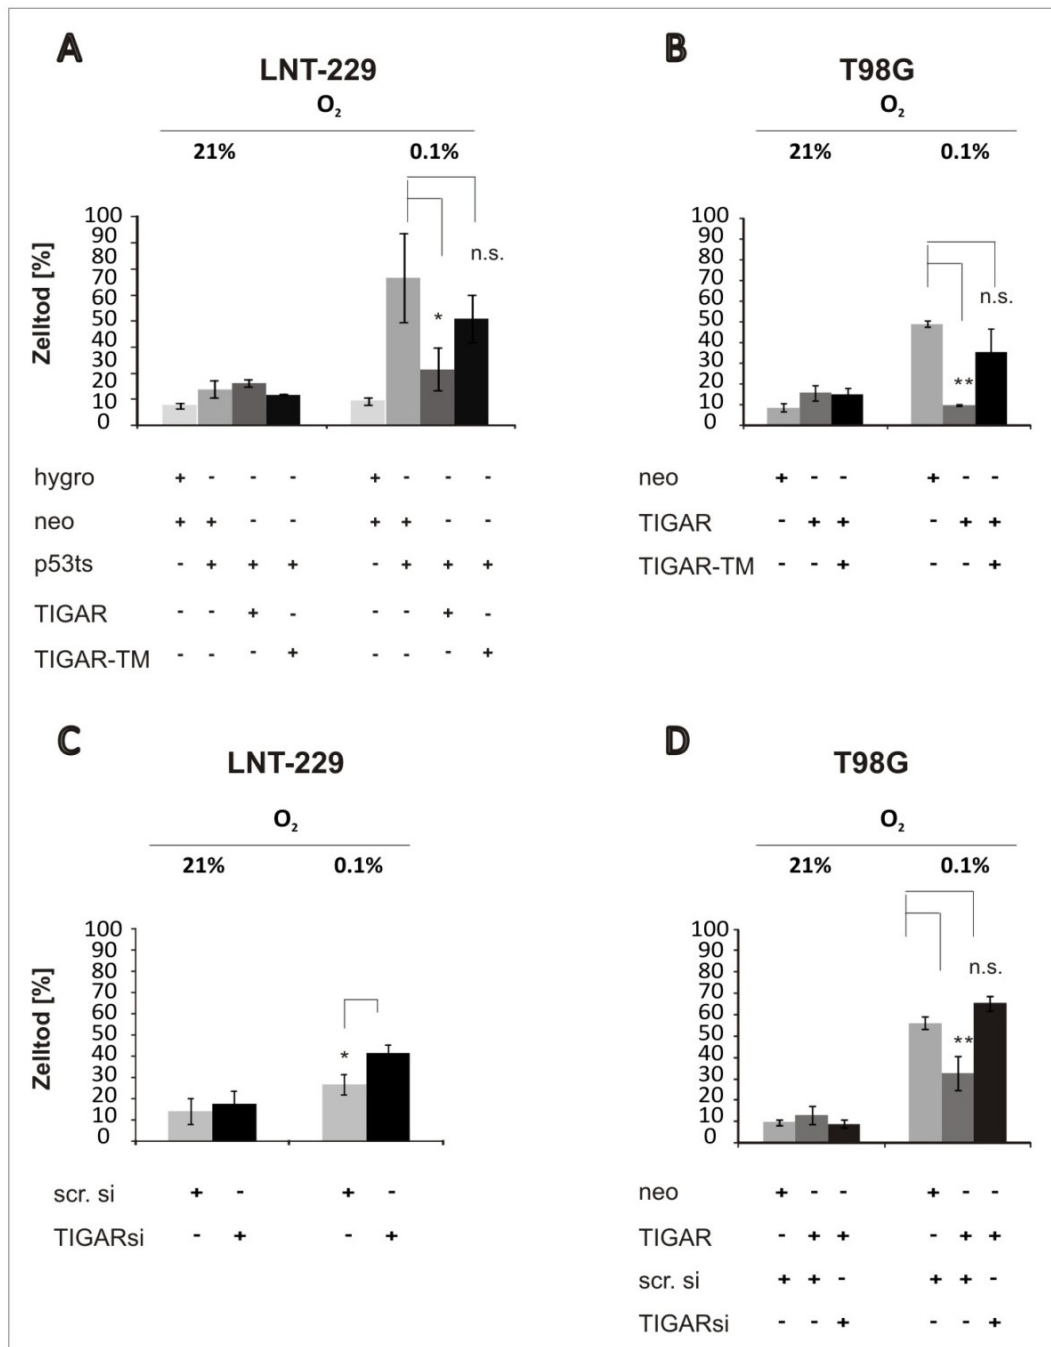 A
LNT-229
O2
21% 0.1%
Zelltod [%]
100
90
80
70
60
50
40
30
20
10
0
*
n.s.
hygro + - - - + - - -
neo + + - - + + - -
p53ts - + + + - + + +
TIGAR - - + - - - + -
TIGAR-TM - - - + - - - +
B
T98G
O2
21% 0.1%
100
90
80
70
60
50
40
30
20
10
0
**
n.s.
neo + - - + - -
TIGAR - + + - + +
TIGAR-TM - - + - - +
C
LNT-229
O2
21% 0.1%
Zelltod [%]
100
90
80
70
60
50
40
30
20
10
0
*
scr. si + - + -
TIGARsi - + - +
D
T98G
O2
21% 0.1%
100
90
80
70
60
50
40
30
20
10
0
**
n.s.
neo + - - + - -
TIGAR - + + - + +
scr. si + + - + + -
TIGARsi - - + - - +